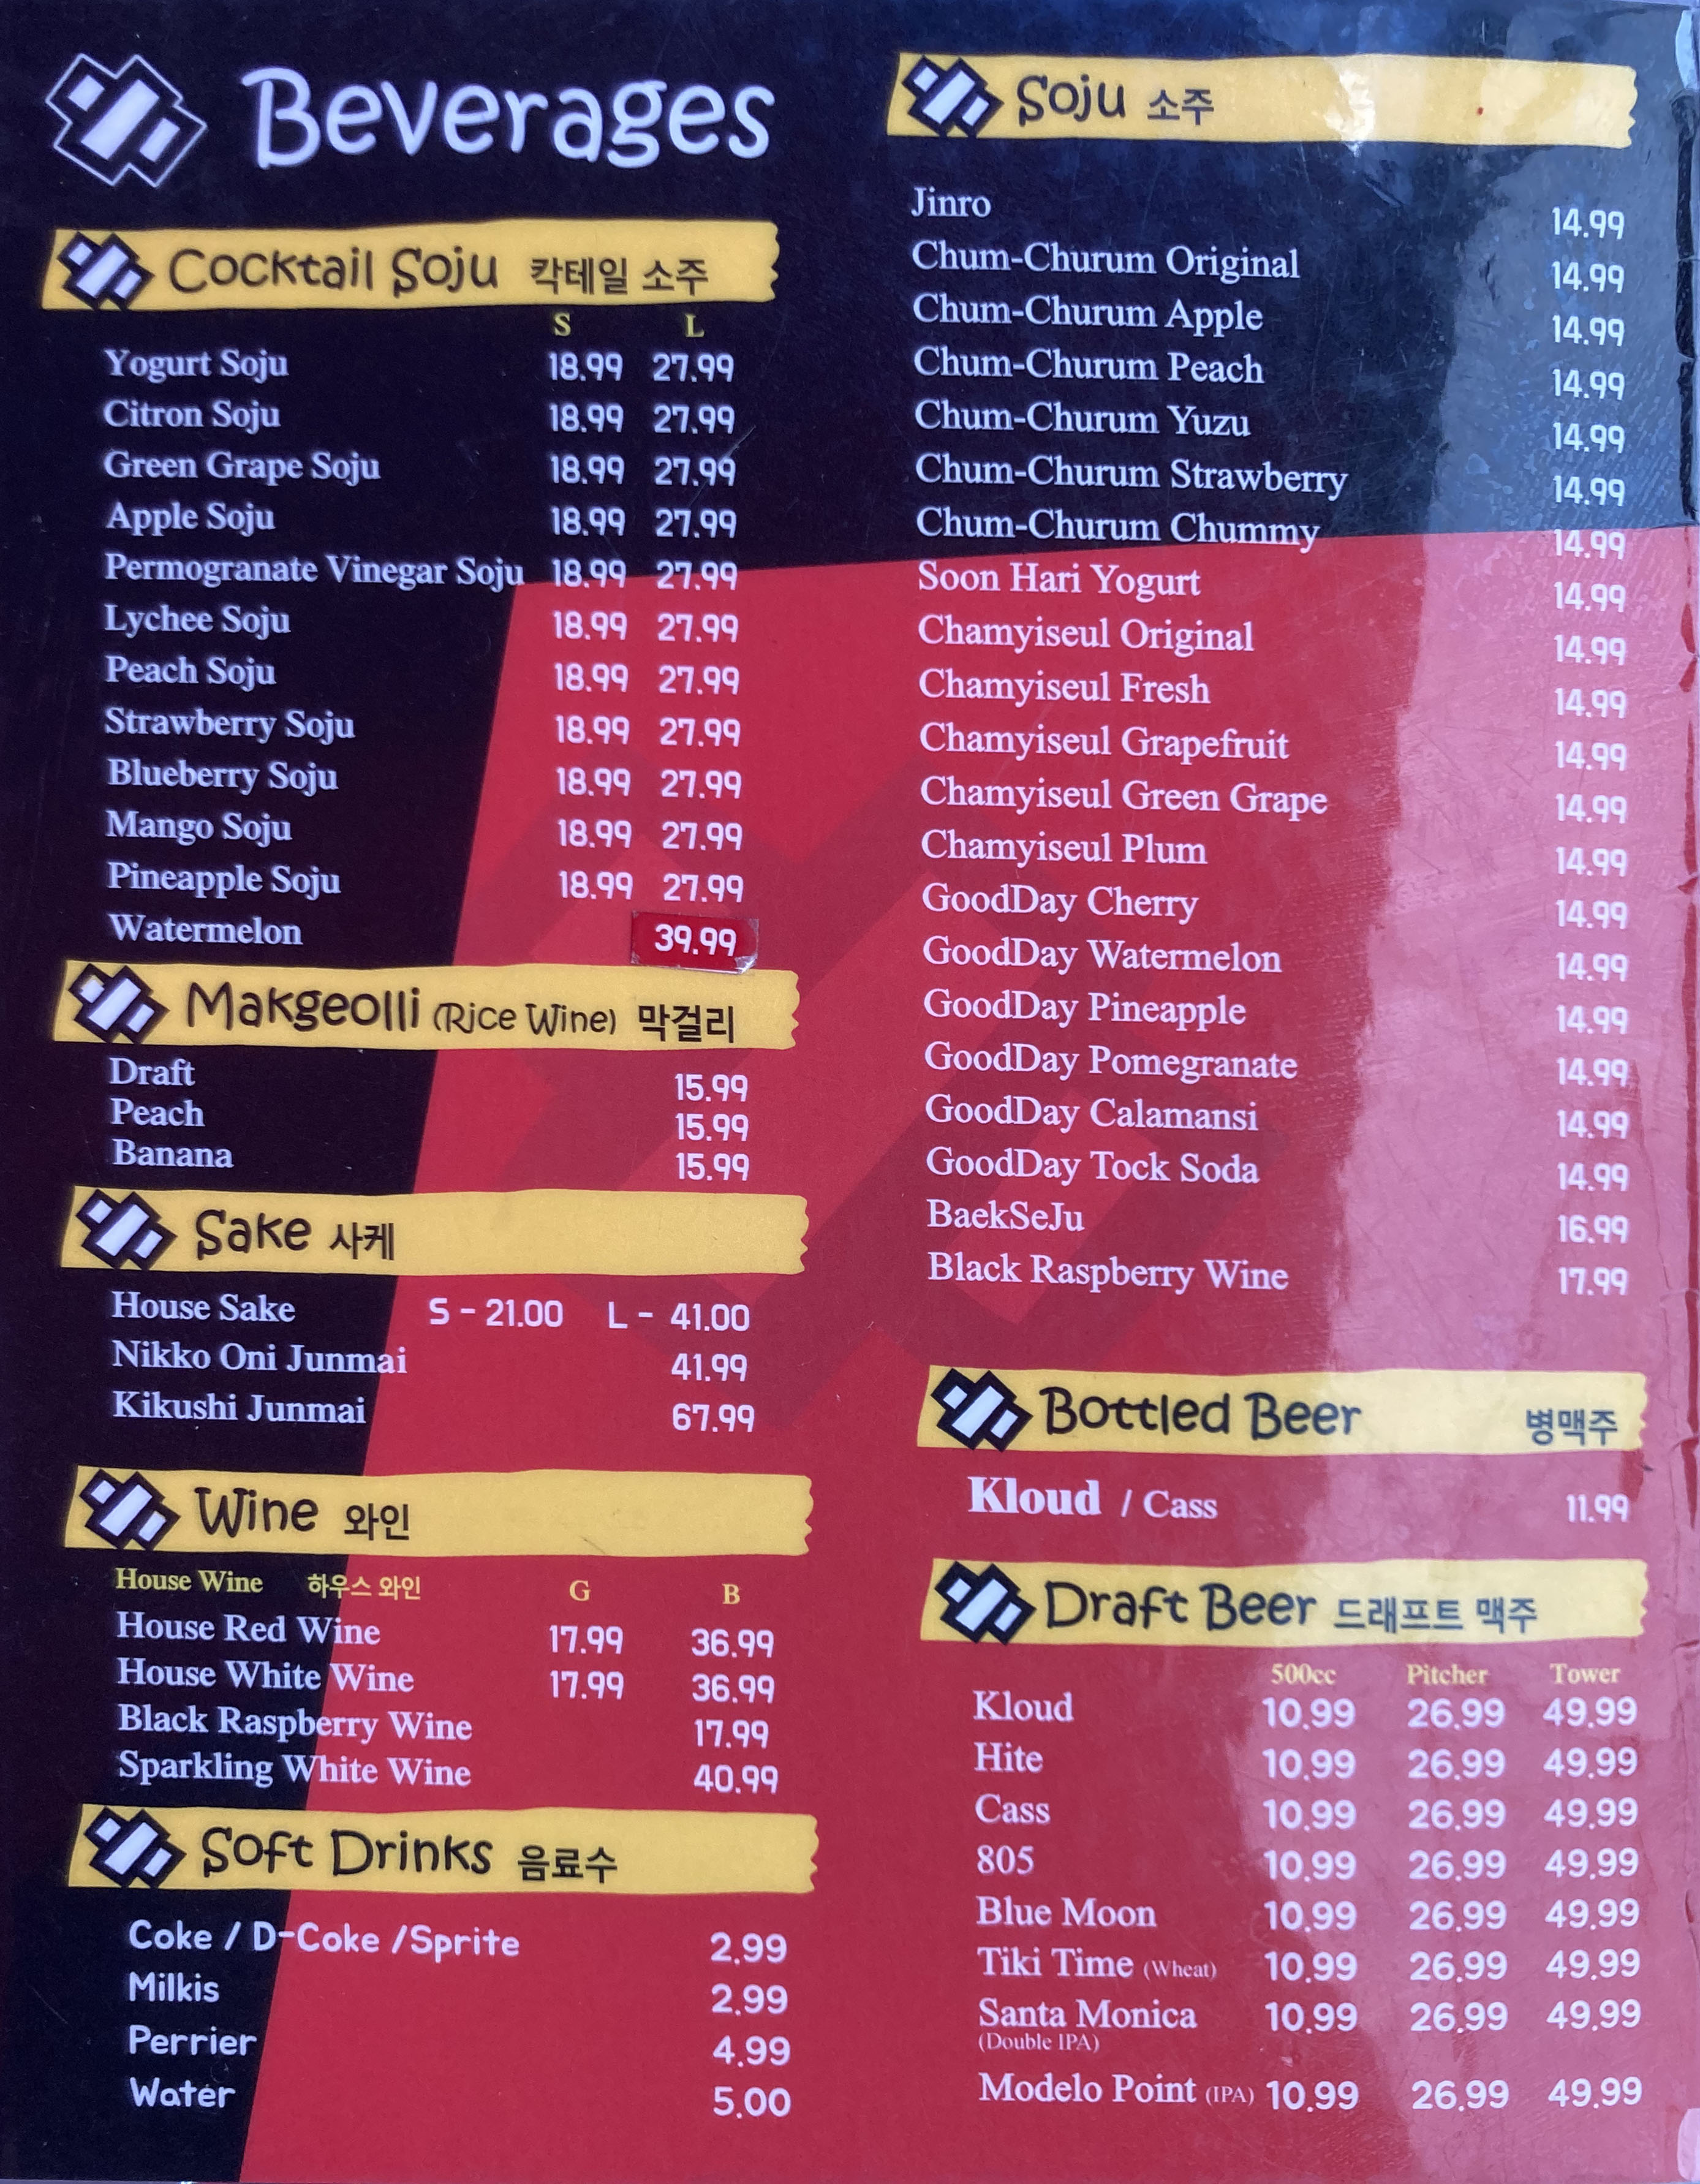 Beverages
Cocktail Soju 칵테일 소주
S L
Yogurt Soju 18.99 27.99
Citron Soju 18.99 27.99
Green Grape Soju 18.99 27.99
Apple Soju 18.99 27.99
Permogranate Vinegar Soju 18.99 27.99
Lychee Soju 18.99 27.99
Peach Soju 18.99 27.99
Strawberry Soju 18.99 27.99
Blueberry Soju 18.99 27.99
Mango Soju 18.99 27.99
Pineapple Soju 18.99 27.99
Watermelon 39.99
Makgeolli (Rice Wine) 막걸리
Draft 15.99
Peach 15.99
Banana 15.99
Sake 사케
House Sake S - 21.00 L - 41.00
Nikko Oni Junmai 41.99
Kikushi Junmai 67.99
Wine 와인
House Wine 하우스 와인 G B
House Red Wine 17.99 36.99
House White Wine 17.99 36.99
Black Raspberry Wine 17.99
Sparkling White Wine 40.99
Soft Drinks 음료수
Coke / D-Coke /Sprite 2.99
Milkis 2.99
Perrier 4.99
Water 5.00
Soju 소주
Jinro 14.99
Chum-Churum Original 14.99
Chum-Churum Apple 14.99
Chum-Churum Peach 14.99
Chum-Churum Yuzu 14.99
Chum-Churum Strawberry 14.99
Chum-Churum Chummy 14.99
Soon Hari Yogurt 14.99
Chamyiseul Original 14.99
Chamyiseul Fresh 14.99
Chamyiseul Grapefruit 14.99
Chamyiseul Green Grape 14.99
Chamyiseul Plum 14.99
GoodDay Cherry 14.99
GoodDay Watermelon 14.99
GoodDay Pineapple 14.99
GoodDay Pomegranate 14.99
GoodDay Calamansi 14.99
GoodDay Tock Soda 14.99
BaekSeJu 16.99
Black Raspberry Wine 17.99
Bottled Beer 병맥주
Kloud / Cass 11.99
Draft Beer 드래프트 맥주
500cc Pitcher Tower
Kloud 10.99 26.99 49.99
Hite 10.99 26.99 49.99
Cass 10.99 26.99 49.99
805 10.99 26.99 49.99
Blue Moon 10.99 26.99 49.99
Tiki Time (Wheat) 10.99 26.99 49.99
Santa Monica 10.99 26.99 49.99
(Double IPA)
Modelo Point (IPA) 10.99 26.99 49.99